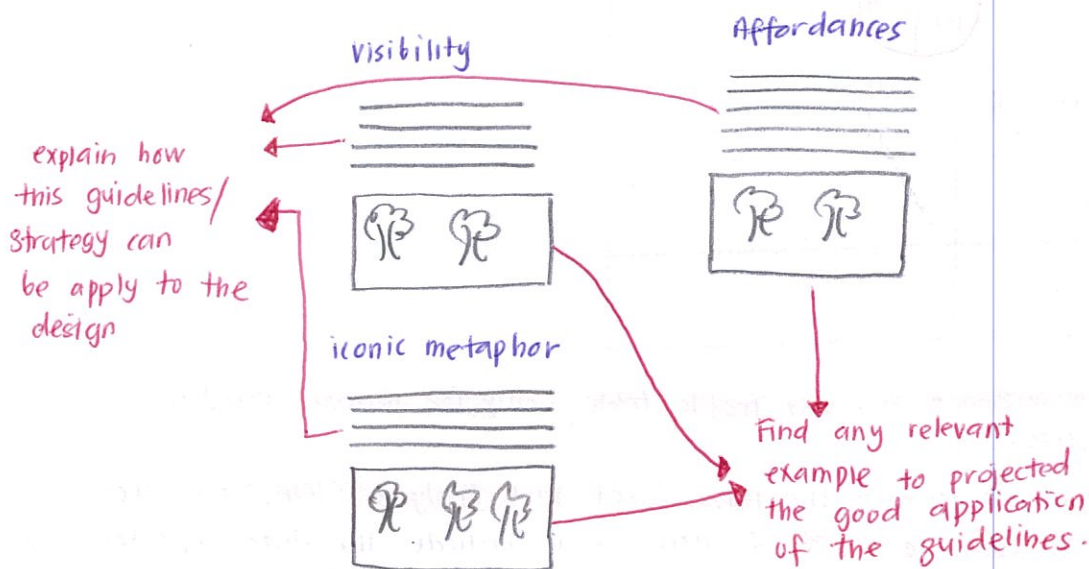 visibility
Affordances
explain how
this guidelines/
strategy can
be apply to the
design
iconic metaphor
Find any relevant
example to projected
the good application
of the guidelines.